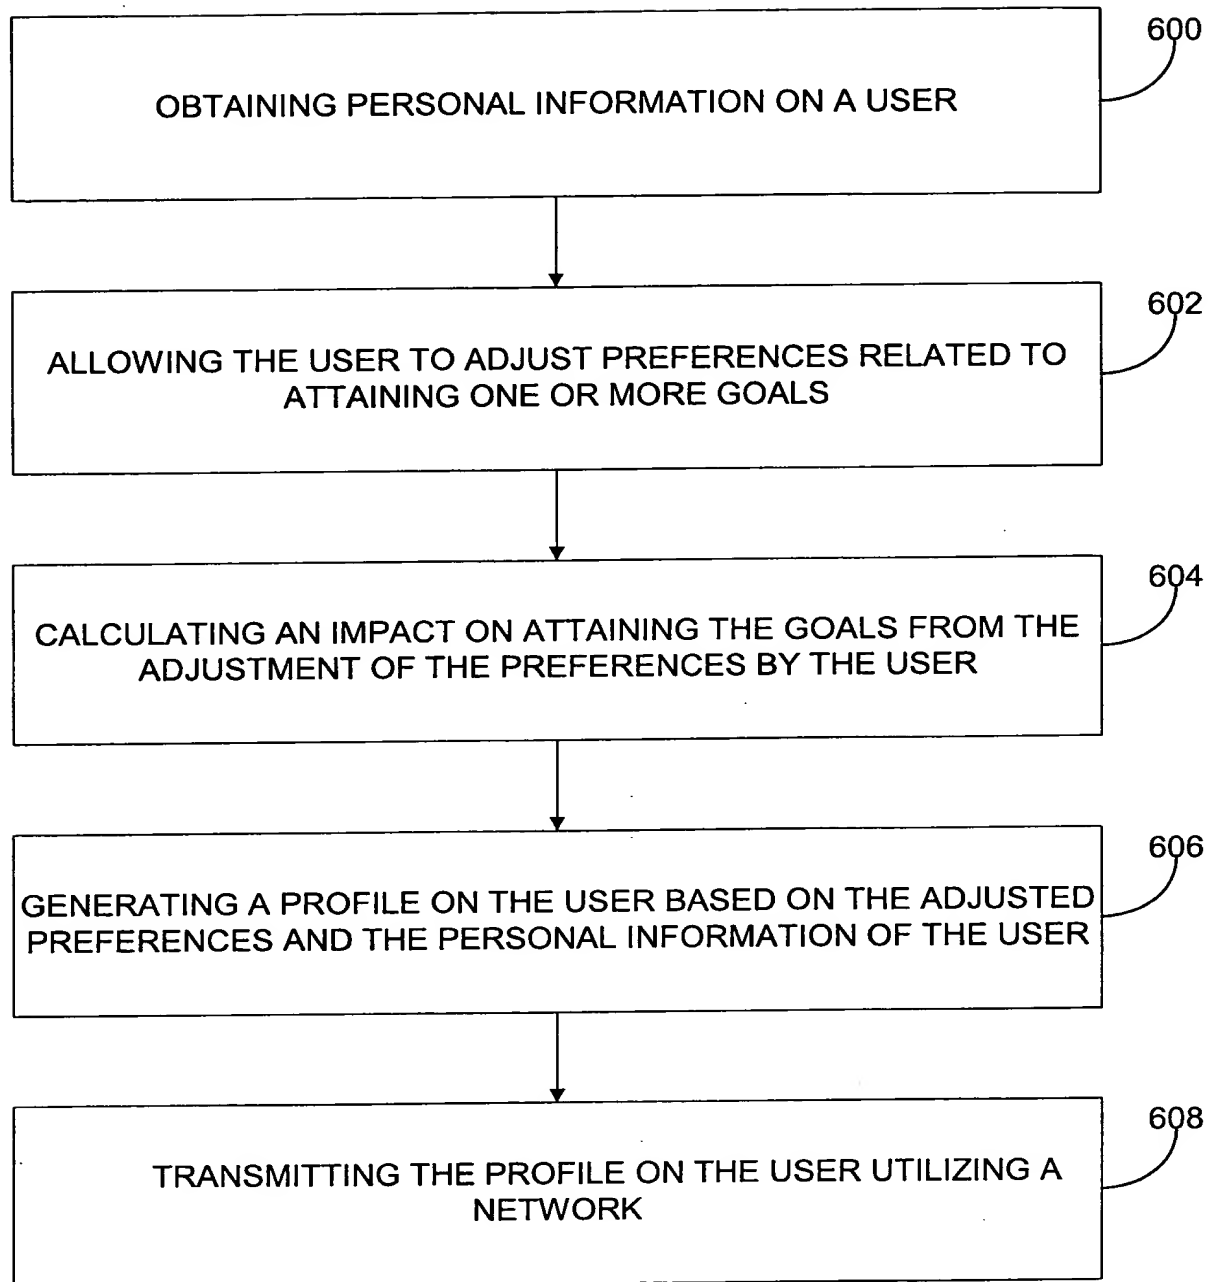 600
OBTAINING PERSONAL INFORMATION ON A USER
602
ALLOWING THE USER TO ADJUST PREFERENCES RELATED TO
ATTAINING ONE OR MORE GOALS
604
CALCULATING AN IMPACT ON ATTAINING THE GOALS FROM THE
ADJUSTMENT OF THE PREFERENCES BY THE USER
606
GENERATING A PROFILE ON THE USER BASED ON THE ADJUSTED
PREFERENCES AND THE PERSONAL INFORMATION OF THE USER
608
TRANSMITTING THE PROFILE ON THE USER UTILIZING A
NETWORK